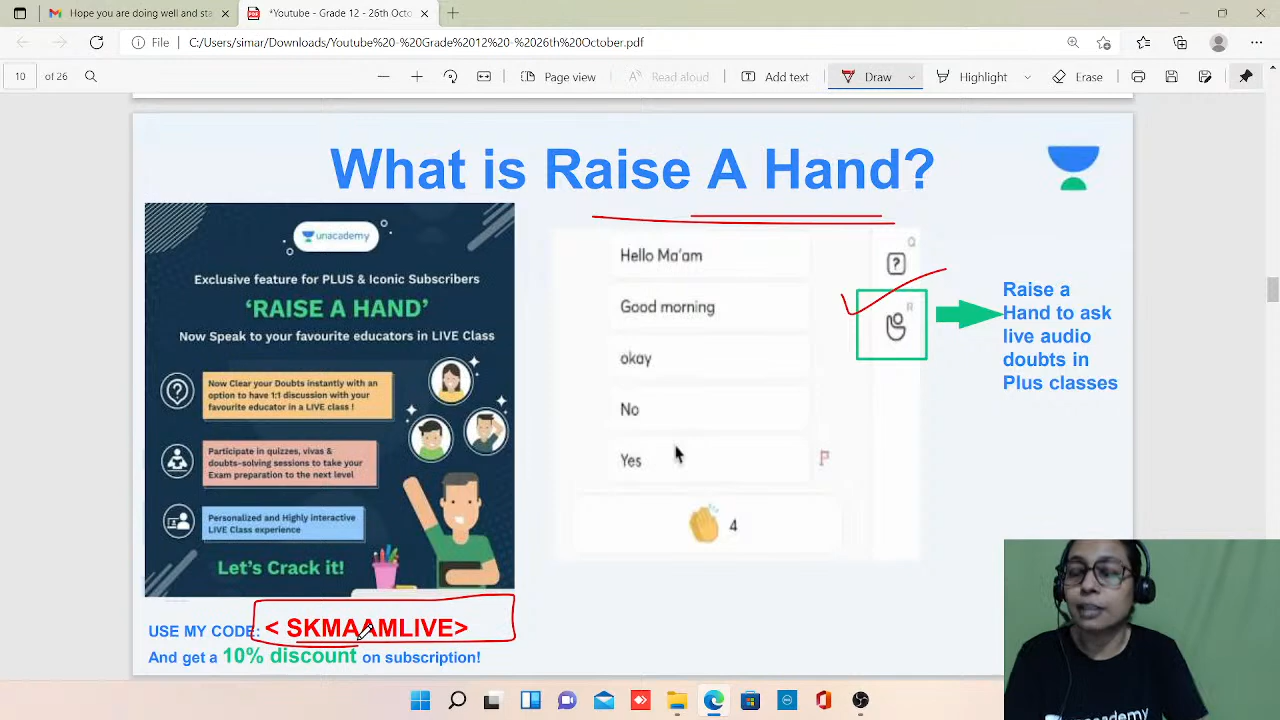 Hope you are doing well and sta
*Youtube - Grade 12 - 26th Octo
File
C:/Users/simar/Downloads/Youtube%20-%20Grade%2012%20-%2026th%20October.pdf
10 of 26
Page view
Read aloud
Add text
Draw
Highlight
Erase
What is Raise A Hand?
unacademy
Exclusive feature for PLUS & Iconic Subscribers
'RAISE A HAND'
Now Speak to your favourite educators in LIVE Class
Now Clear your Doubts instantly with an
option to have 1:1 discussion with your
favourite educator in a LIVE class !
Participate in quizzes, vivas &
doubts-solving sessions to take your
Exam preparation to the next level
Personalized and Highly interactive
LIVE Class experience
Let's Crack it!
Hello Ma'am
Good morning
okay
No
Yes
4
Q
?
R
Raise a
Hand to ask
live audio
doubts in
Plus classes
USE MY CODE: < SKMAAMLIVE>
And get a 10% discount on subscription!
unacademy